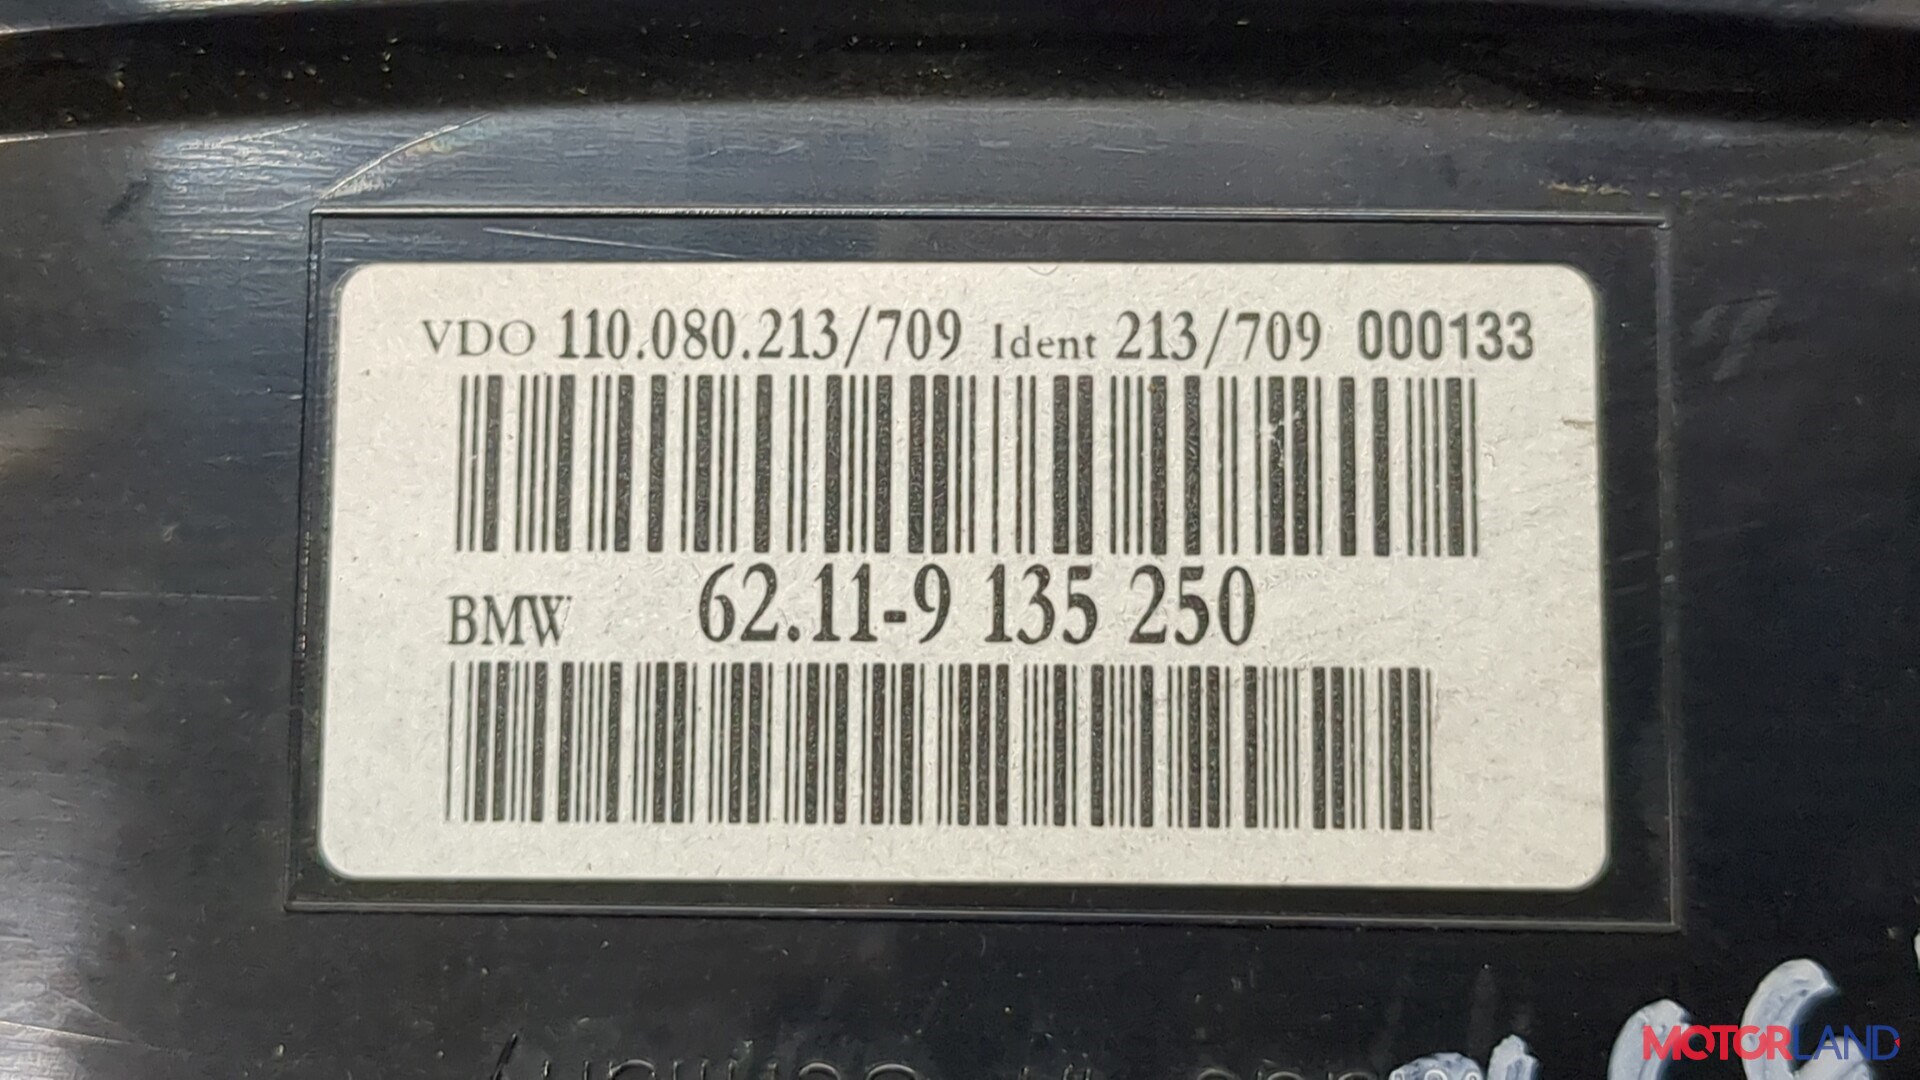 VDO 110.080.213/709 Ident 213/709 000133
BMW 62.11-9 135 250
MOTORLAND